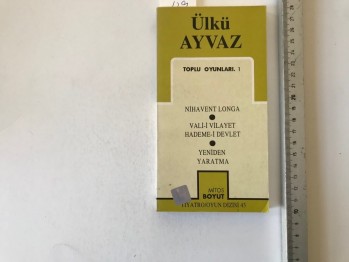 Ülkü
AYVAZ
TOPLU OYUNLARI. 1
NİHAVENT LONGA
●
VALİ-İ VİLAYET
HADEME-İ DEVLET
●
YENİDEN
YARATMA
MİTOS
BOYUT
TİYATRO/OYUN DİZİSİ 45